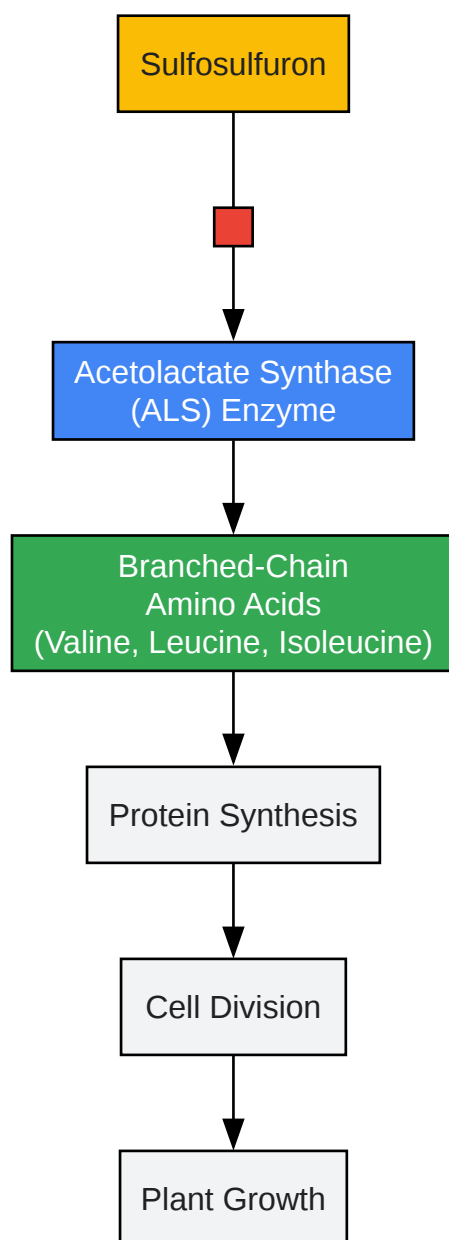 Sulfosulfuron
Acetolactate Synthase
(ALS) Enzyme
Branched-Chain
Amino Acids
(Valine, Leucine, Isoleucine)
Protein Synthesis
Cell Division
Plant Growth